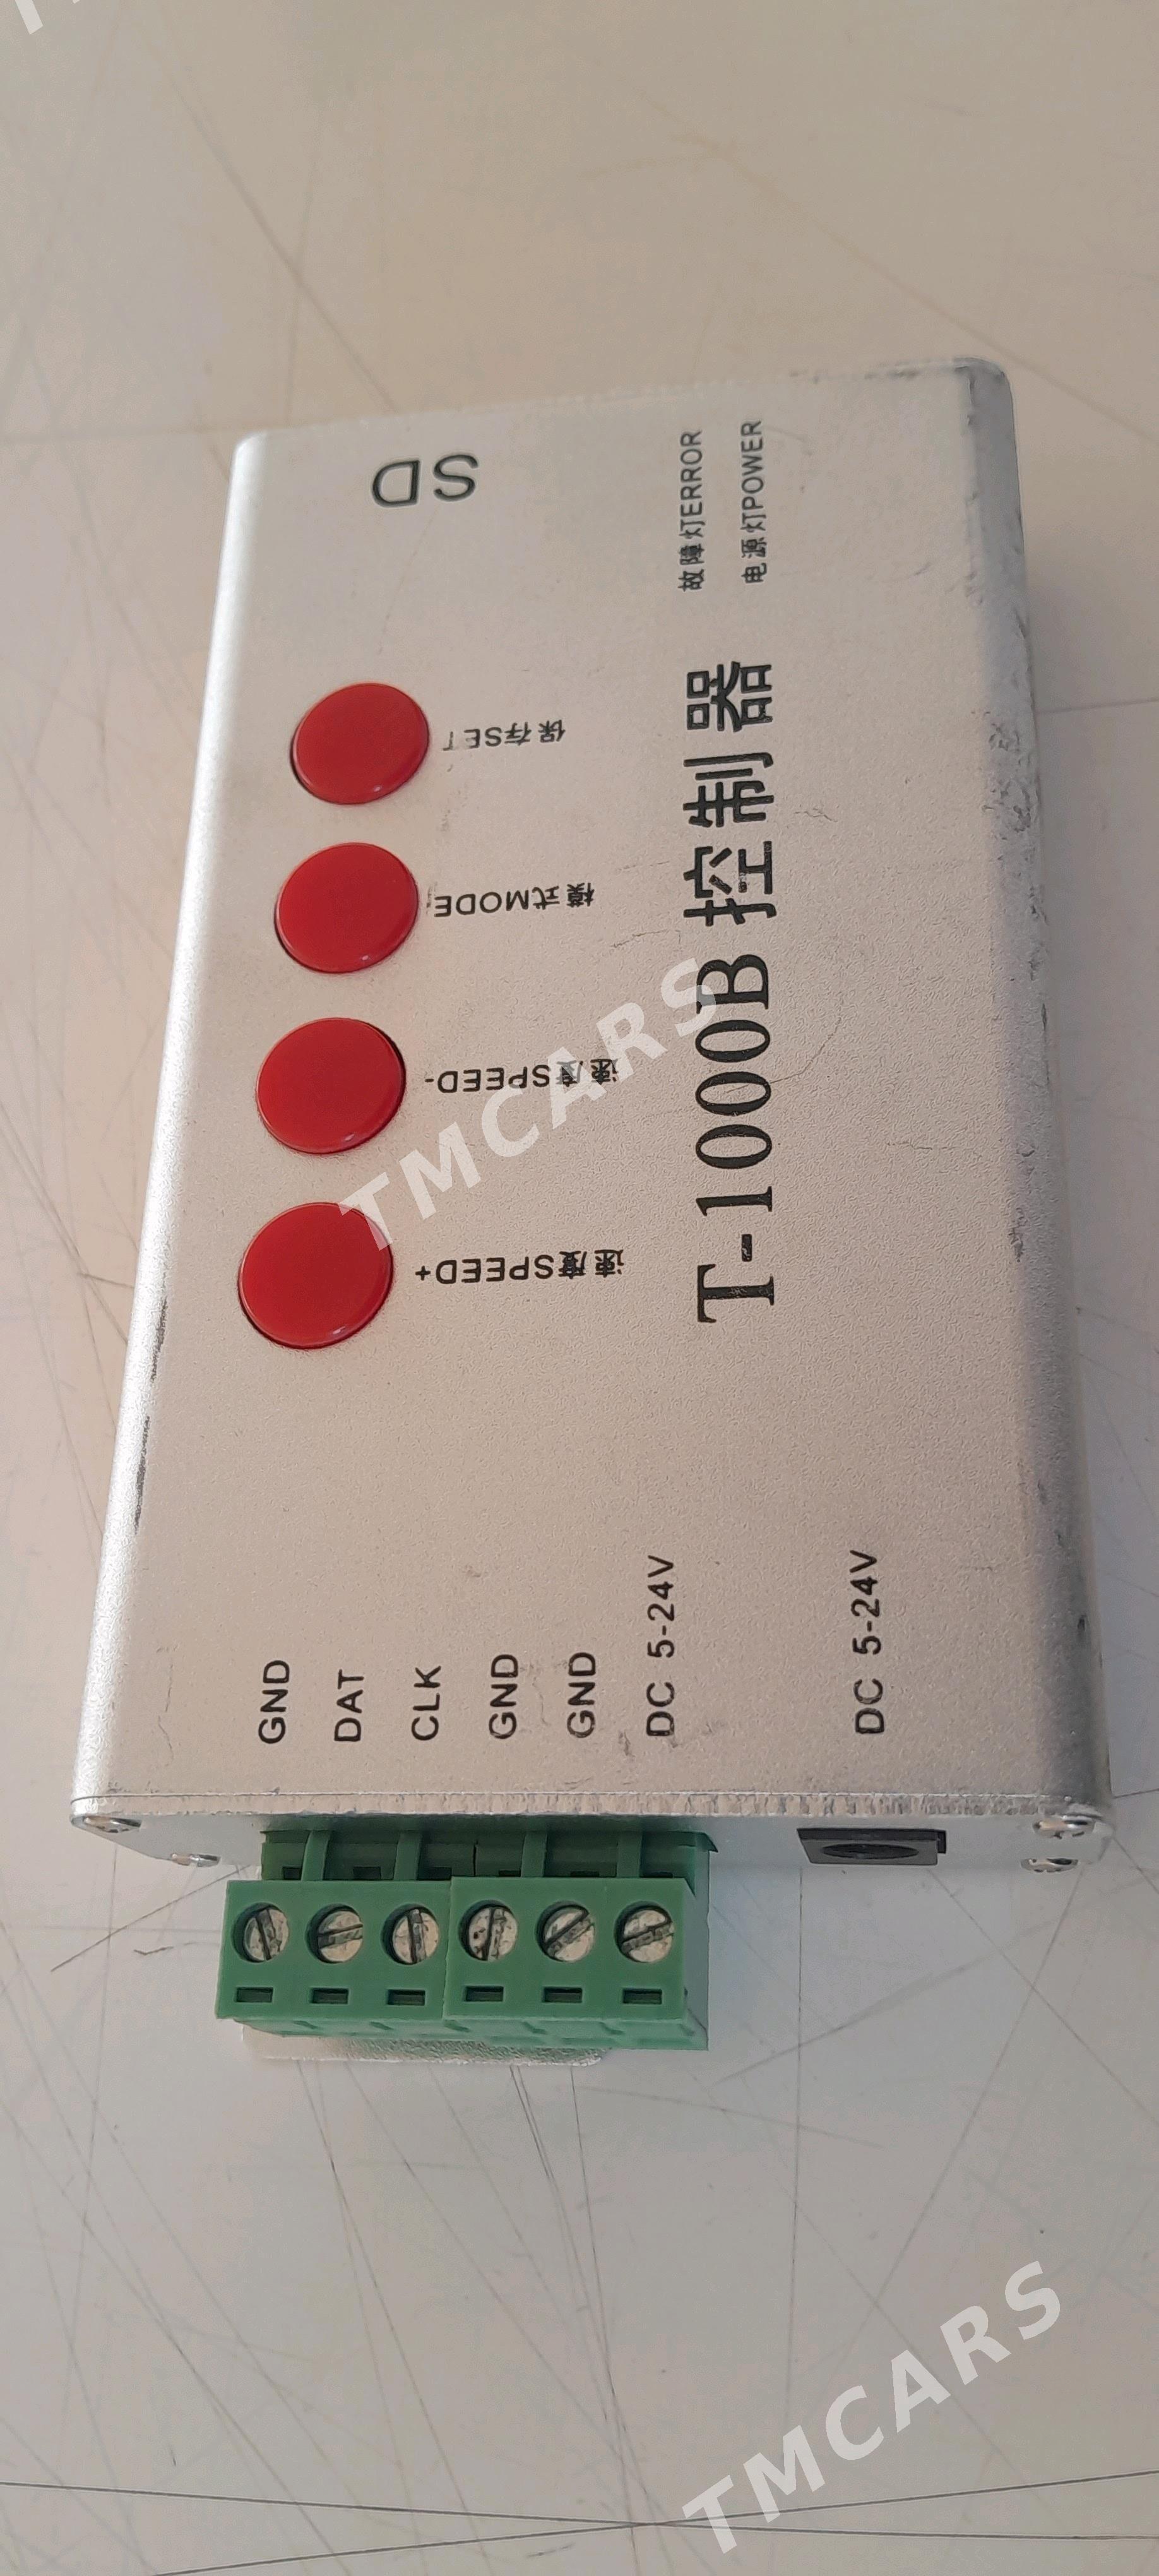 SD
故障灯ERROR
电源灯POWER
保存SET
模式MODE
速度SPEED-
速度SPEED+
T-1000B 控制器
GND
DAT
CLK
GND
GND
DC 5-24V
DC 5-24V
TMCARS
TMCARS